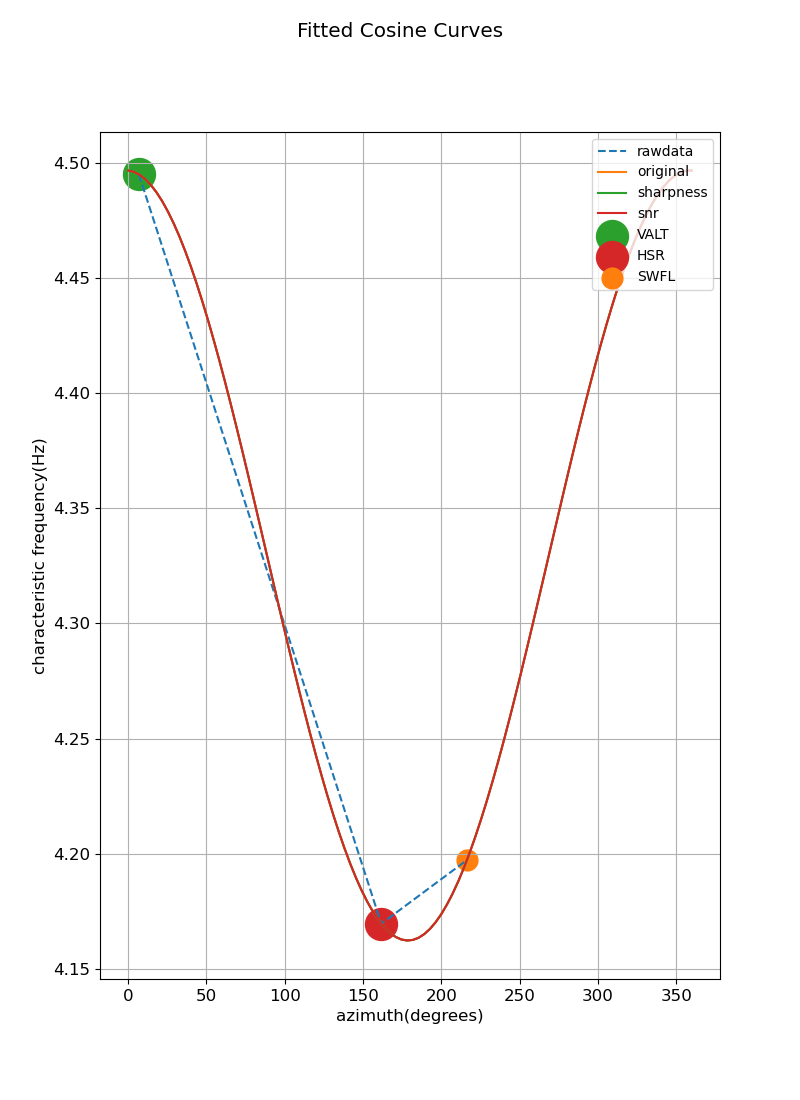 Fitted Cosine Curves
rawdata
original
sharpness
snr
VALT
HSR
SWFL
4.50
4.45
4.40
4.35
4.30
4.25
4.20
4.15
characteristic frequency(Hz)
0 50 100 150 200 250 300 350
azimuth(degrees)